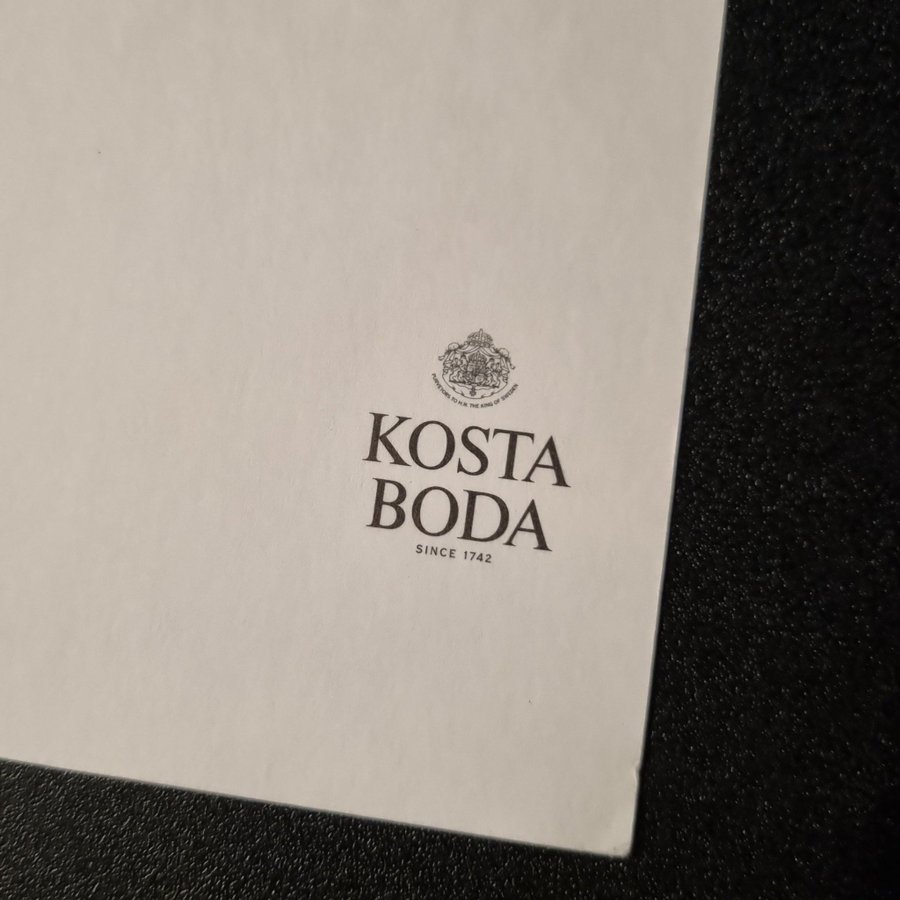 PURVEYORS TO H.M. THE KING OF SWEDEN
KOSTA
BODA
SINCE 1742